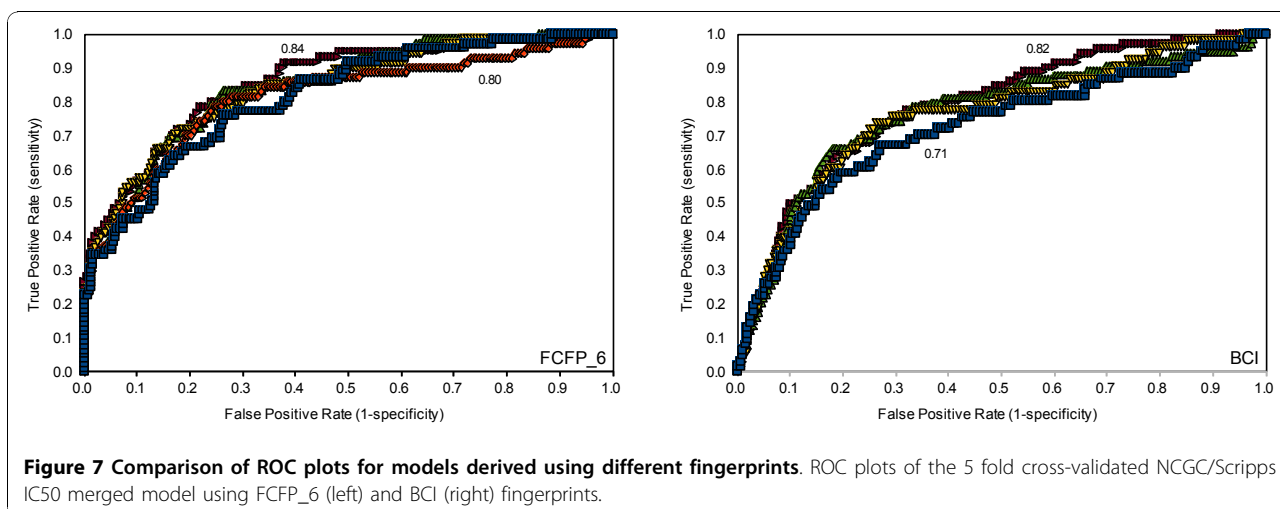 1.0
0.9
0.8
0.7
0.6
0.5
0.4
0.3
0.2
0.1
0.0
True Positive Rate (sensitivity)
0.84
0.80
FCFP_6
0.0 0.1 0.2 0.3 0.4 0.5 0.6 0.7 0.8 0.9 1.0
False Positive Rate (1-specificity)
1.0
0.9
0.8
0.7
0.6
0.5
0.4
0.3
0.2
0.1
0.0
True Positive Rate (sensitivity)
0.82
0.71
BCI
0.0 0.1 0.2 0.3 0.4 0.5 0.6 0.7 0.8 0.9 1.0
False Positive Rate (1-specificity)
Figure 7 Comparison of ROC plots for models derived using different fingerprints. ROC plots of the 5 fold cross-validated NCGC/Scripps
IC50 merged model using FCFP_6 (left) and BCI (right) fingerprints.